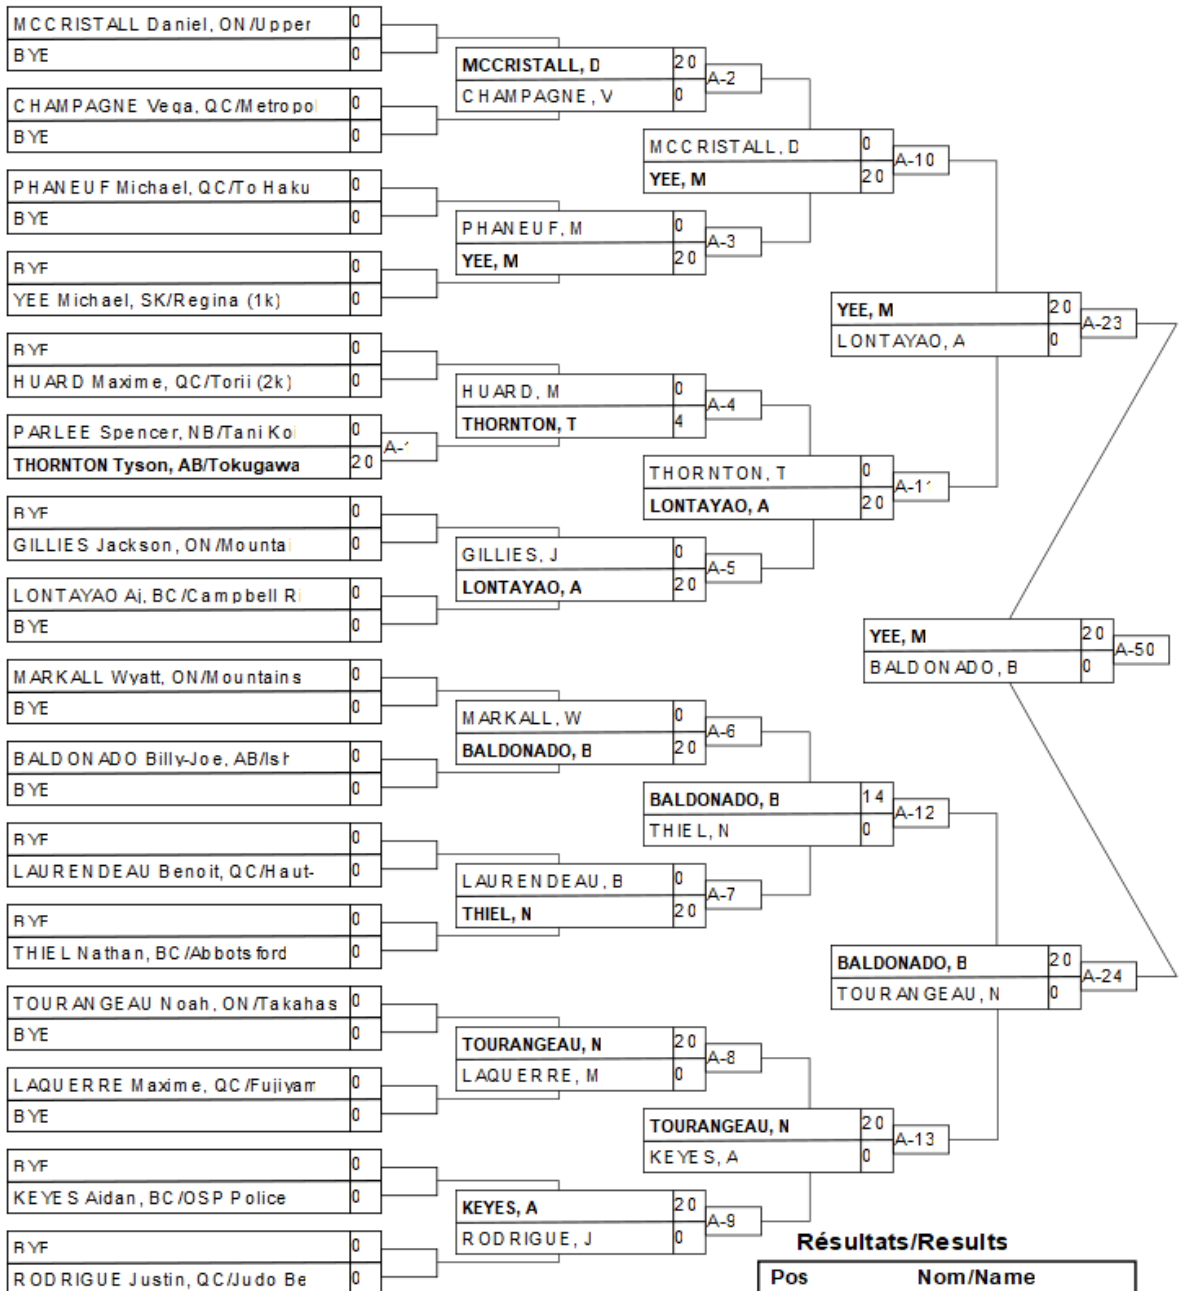 MCCRISTALL Daniel, ON/Upper 0
BYE 0
CHAMPAGNE Vega, QC/Metropol 0
BYE 0
PHANEUF Michael, QC/To Haku 0
BYE 0
BYE 0
YEE Michael, SK/Regina (1k) 0
BYE 0
HUARD Maxime, QC/Torii (2k) 0
PARLEE Spencer, NB/Tani Koi 0
THORNTON Tyson, AB/Tokugawa 20
A-1
BYE 0
GILLIES Jackson, ON/Mountai 0
LONTAYAO Aj, BC/Campbell Ri 0
BYE 0
MARKALL Wyatt, ON/Mountains 0
BYE 0
BALDONADO Billy-Joe, AB/Ish 0
BYE 0
BYE 0
LAURENDEAU Benoit, QC/Haut- 0
BYE 0
THIEL Nathan, BC/Abbotsford 0
TOURANGEAU Noah, ON/Takahas 0
BYE 0
LAQUERRE Maxime, QC/Fujiyam 0
BYE 0
BYE 0
KEYES Aidan, BC/OSP Police 0
BYE 0
RODRIGUE Justin, QC/Judo Be 0
MCCRISTALL, D 20
CHAMPAGNE, V 0
A-2
PHANEUF, M 0
YEE, M 20
A-3
HUARD, M 0
THORNTON, T 4
A-4
GILLIES, J 0
LONTAYAO, A 20
A-5
MARKALL, W 0
BALDONADO, B 20
A-6
LAURENDEAU, B 0
THIEL, N 20
A-7
TOURANGEAU, N 20
LAQUERRE, M 0
A-8
KEYES, A 20
RODRIGUE, J 0
A-9
MCCRISTALL, D 0
YEE, M 20
A-10
THORNTON, T 0
LONTAYAO, A 20
A-11
BALDONADO, B 14
THIEL, N 0
A-12
TOURANGEAU, N 20
KEYES, A 0
A-13
YEE, M 20
LONTAYAO, A 0
A-23
BALDONADO, B 20
TOURANGEAU, N 0
A-24
YEE, M 20
BALDONADO, B 0
A-50
Résultats/Results
Pos Nom/Name